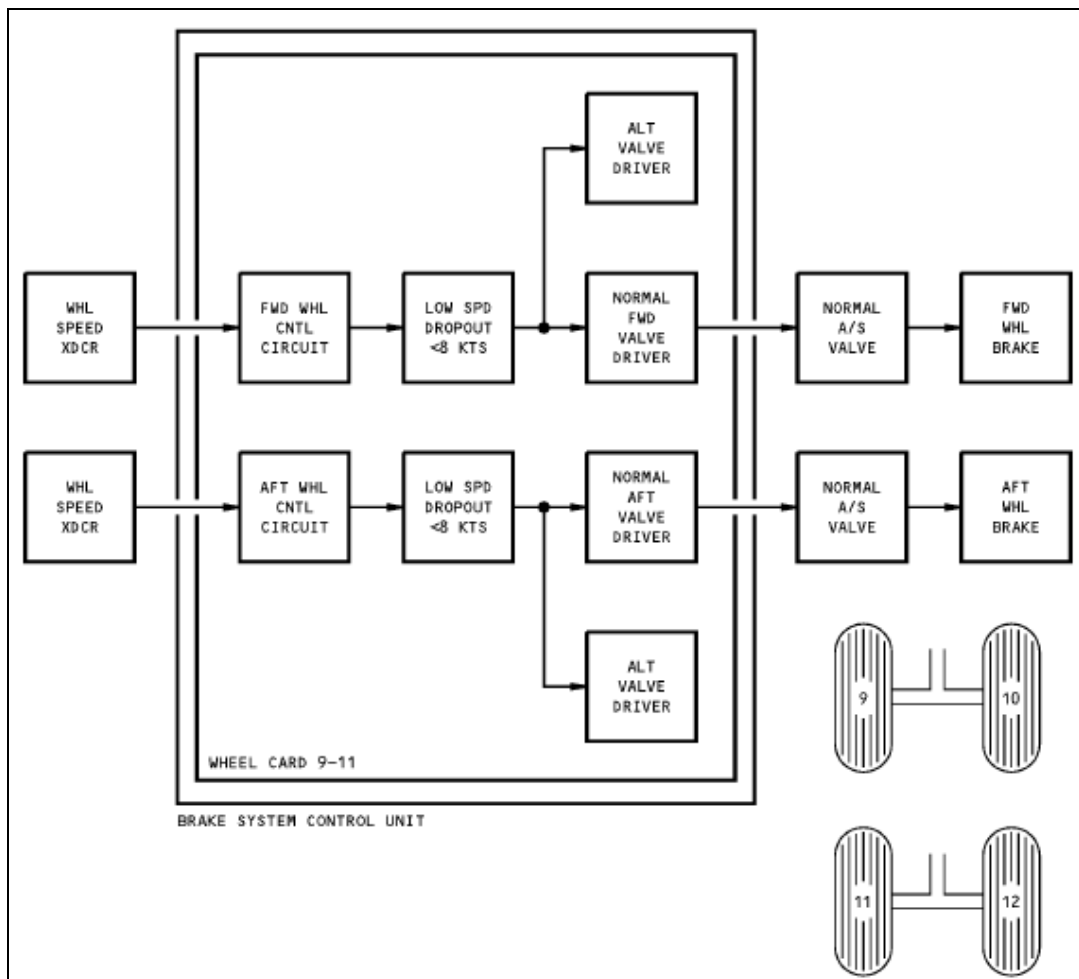 ALT
VALVE
DRIVER
WHL
SPEED
XDCR
FWD WHL
CNTL
CIRCUIT
LOW SPD
DROPOUT
<8 KTS
NORMAL
FWD
VALVE
DRIVER
NORMAL
A/S
VALVE
FWD
WHL
BRAKE
WHL
SPEED
XDCR
AFT WHL
CNTL
CIRCUIT
LOW SPD
DROPOUT
<8 KTS
NORMAL
AFT
VALVE
DRIVER
NORMAL
A/S
VALVE
AFT
WHL
BRAKE
ALT
VALVE
DRIVER
9
10
WHEEL CARD 9-11
BRAKE SYSTEM CONTROL UNIT
11
12